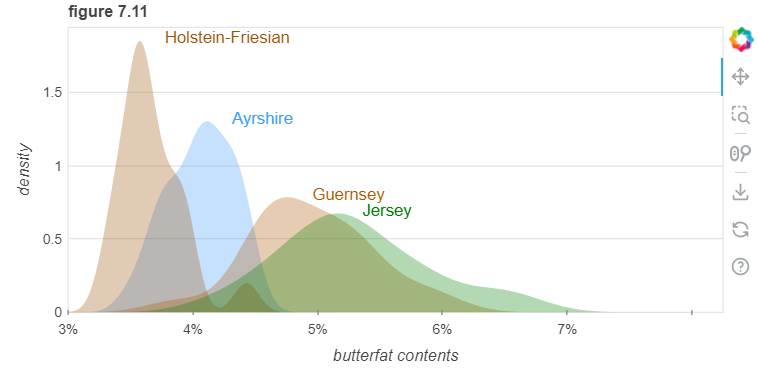 figure 7.11
Holstein-Friesian
Ayrshire
Guernsey
Jersey
density
1.5
1
0.5
0
3%
4%
5%
6%
7%
butterfat contents